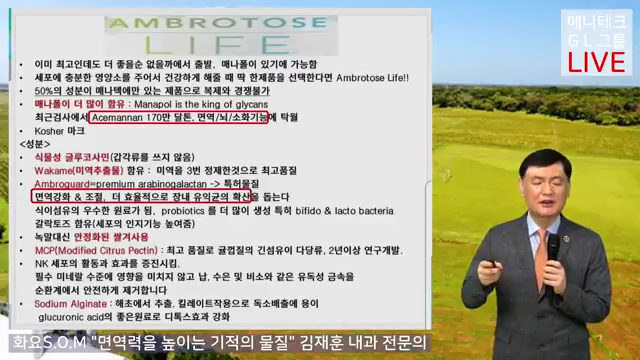 AMBROTOSE
LIFE
매나테크
G L 그룹
LIVE
• 이미 최고인데도 더 좋을순 없을까에서 출발, 매나폴이 있기에 가능함
• 세포에 충분한 영양소를 주어서 건강하게 해줄 때 딱 한제품을 선택한다면 Ambrotose Life!!
• 50%의 성분이 매나텍에만 있는 제품으로 복제와 경쟁불가
• 매나폴이 더 많이 함유 : Manapol is the king of glycans
최근검사에서 Acemannan 170만 달톤, 면역/뇌/소화기능에 탁월
• Kosher 마크
<성분>
• 식물성 글루코사민(갑각류를 쓰지 않음)
• Wakame(미역추출물) 함유 : 미역을 3번 정제한것으로 최고품질
• Ambroguard=premium arabinogalactan -> 특허물질
면역강화 & 조절, 더 효율적으로 장내 유익균의 확산을 돕는다
식이섬유의 우수한 원료가 됨, probiotics 를 더 많이 생성 특히 bifido & lacto bacteria
갈락토즈 함유(세포의 인지기능 높여줌)
• 녹말대신 안정화된 쌀겨사용
• MCP(Modified Citrus Pectin) : 최고 품질로 귤껍질의 긴섬유이 다당류, 2년이상 연구개발.
• NK 세포의 활동과 효과를 증진시킴.
필수 미네랄 수준에 영향을 미치지 않고 납, 수은 및 비소와 같은 유독성 금속을
순환계에서 안전하게 제거합니다
• Sodium Alginate : 해초에서 추출, 킬레이트작용으로 독소배출에 용이
glucuronic acid의 좋은원료로 디톡스효과 강화
화요S.O.M "면역력을 높이는 기적의 물질" 김재훈 내과 전문의